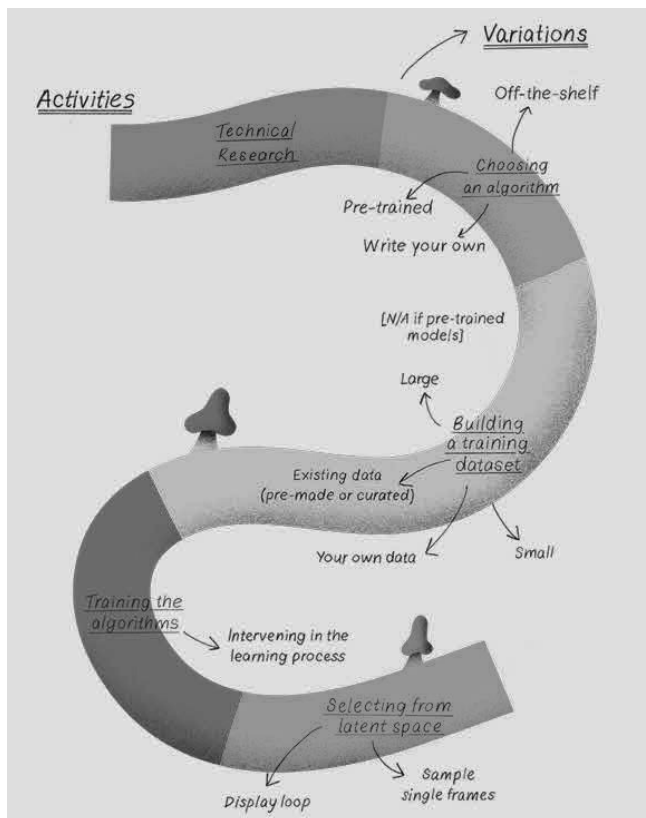 Variations
Activities
Off-the-shelf
Technical
Research
Choosing
an algorithm
Pre-trained
Write your own
[N/A if pre-trained
models]
Large
Building
a training
dataset
Existing data
(pre-made or curated)
Your own data
Small
Training the
algorithms
Intervening in the
learning process
Selecting from
latent space
Display loop
Sample
single frames